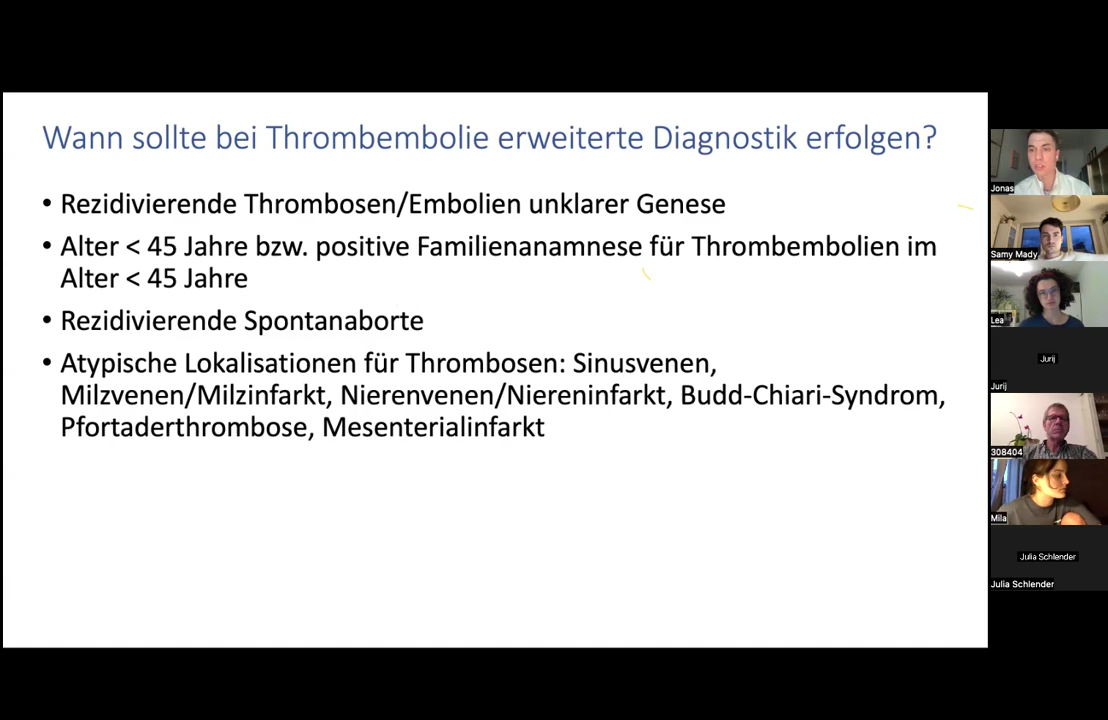 Wann sollte bei Thrombembolie erweiterte Diagnostik erfolgen?
• Rezidivierende Thrombosen/Embolien unklarer Genese
• Alter < 45 Jahre bzw. positive Familienanamnese für Thrombembolien im
Alter < 45 Jahre
• Rezidivierende Spontanaborte
• Atypische Lokalisationen für Thrombosen: Sinusvenen,
Milzvenen/Milzinfarkt, Nierenvenen/Niereninfarkt, Budd-Chiari-Syndrom,
Pfortaderthrombose, Mesenterialinfarkt
Jonas
Samy Mady
Lea
Jurij
Jurij
308404
Mila
Julia Schlender
Julia Schlender